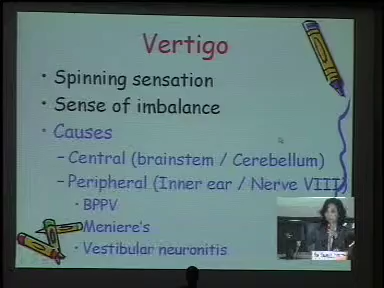 Vertigo
• Spinning sensation
• Sense of imbalance
• Causes
–Central (brainstem / Cerebellum)
–Peripheral (Inner ear / Nerve VIII)
• BPPV
• Meniere's
• Vestibular neuronitis